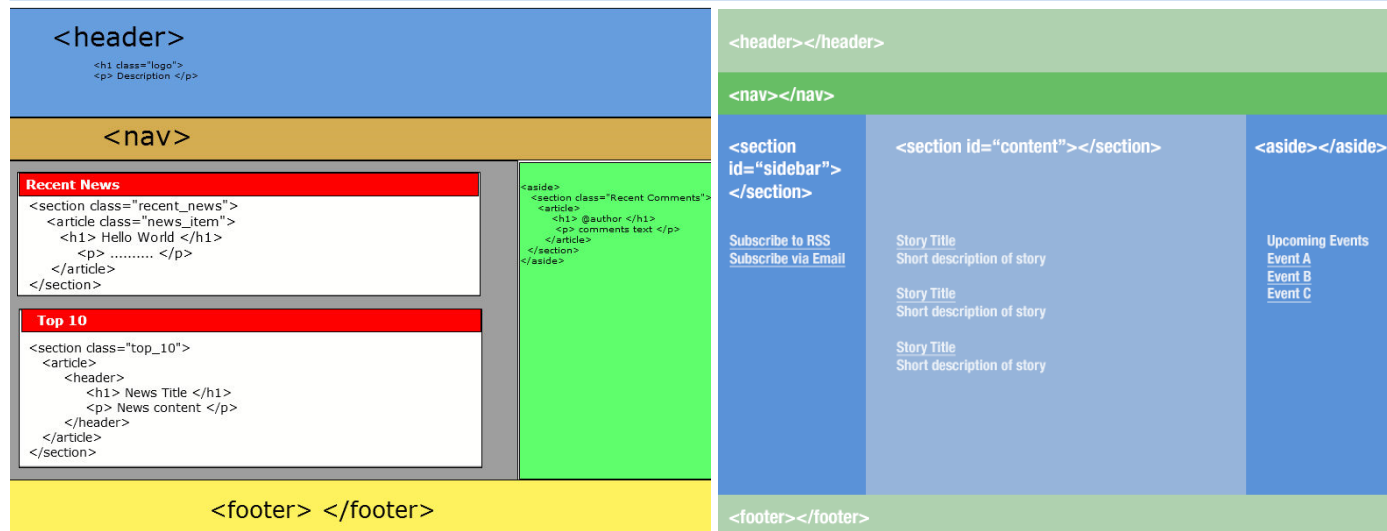 <header>
<h1 class="logo">
<p> Description </p>
<nav>
Recent News
<section class="recent_news">
<article class="news_item">
<h1> Hello World </h1>
<p> .......... </p>
</article>
</section>
Top 10
<section class="top_10">
<article>
<header>
<h1> News Title </h1>
<p> News content </p>
</header>
</article>
</section>
<aside>
<section class="Recent Comments">
<article>
<h1> @author </h1>
<p> comments text </p>
</article>
</section>
</aside>
<footer> </footer>
<header></header>
<nav></nav>
<section
id=“sidebar”>
</section>
Subscribe to RSS
Subscribe via Email
<section id=“content”></section>
Story Title
Short description of story
Story Title
Short description of story
Story Title
Short description of story
<aside></aside>
Upcoming Events
Event A
Event B
Event C
<footer></footer>